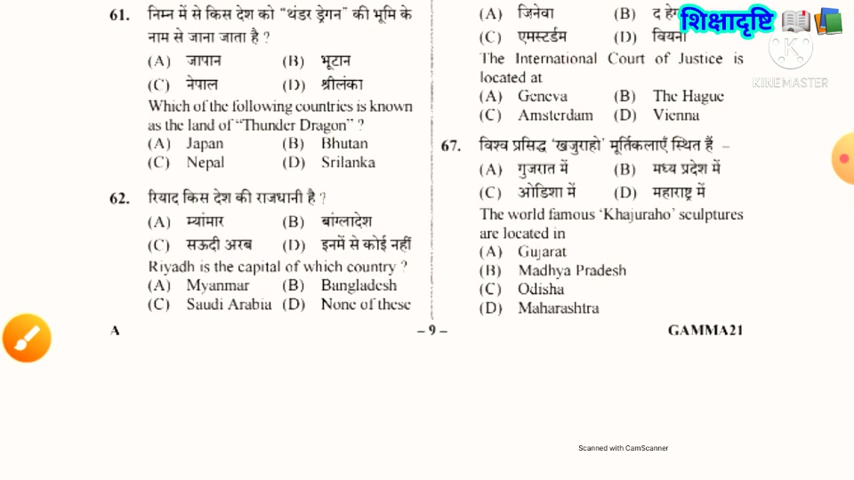 61. निम्न में से किस देश को “थंडर ड्रेगन” की भूमि के
नाम से जाना जाता है ?
(A) जापान (B) भूटान
(C) नेपाल (D) श्रीलंका
Which of the following countries is known
as the land of “Thunder Dragon” ?
(A) Japan (B) Bhutan
(C) Nepal (D) Srilanka
62. रियाद किस देश की राजधानी है ?
(A) म्यांमार (B) बांग्लादेश
(C) सऊदी अरब (D) इनमें से कोई नहीं
Riyadh is the capital of which country ?
(A) Myanmar (B) Bangladesh
(C) Saudi Arabia (D) None of these
(A) जिनेवा (B) द हेग
(C) एमस्टर्डम (D) वियना
The International Court of Justice is
located at
(A) Geneva (B) The Hague
(C) Amsterdam (D) Vienna
67. विश्व प्रसिद्ध ‘खजुराहो’ मूर्तिकलाएँ स्थित हैं –
(A) गुजरात में (B) मध्य प्रदेश में
(C) ओडिशा में (D) महाराष्ट्र में
The world famous ‘Khajuraho’ sculptures
are located in
(A) Gujarat
(B) Madhya Pradesh
(C) Odisha
(D) Maharashtra
A – 9 – GAMMA21
Scanned with CamScanner
शिक्षादृष्टि
K
KINEMASTER